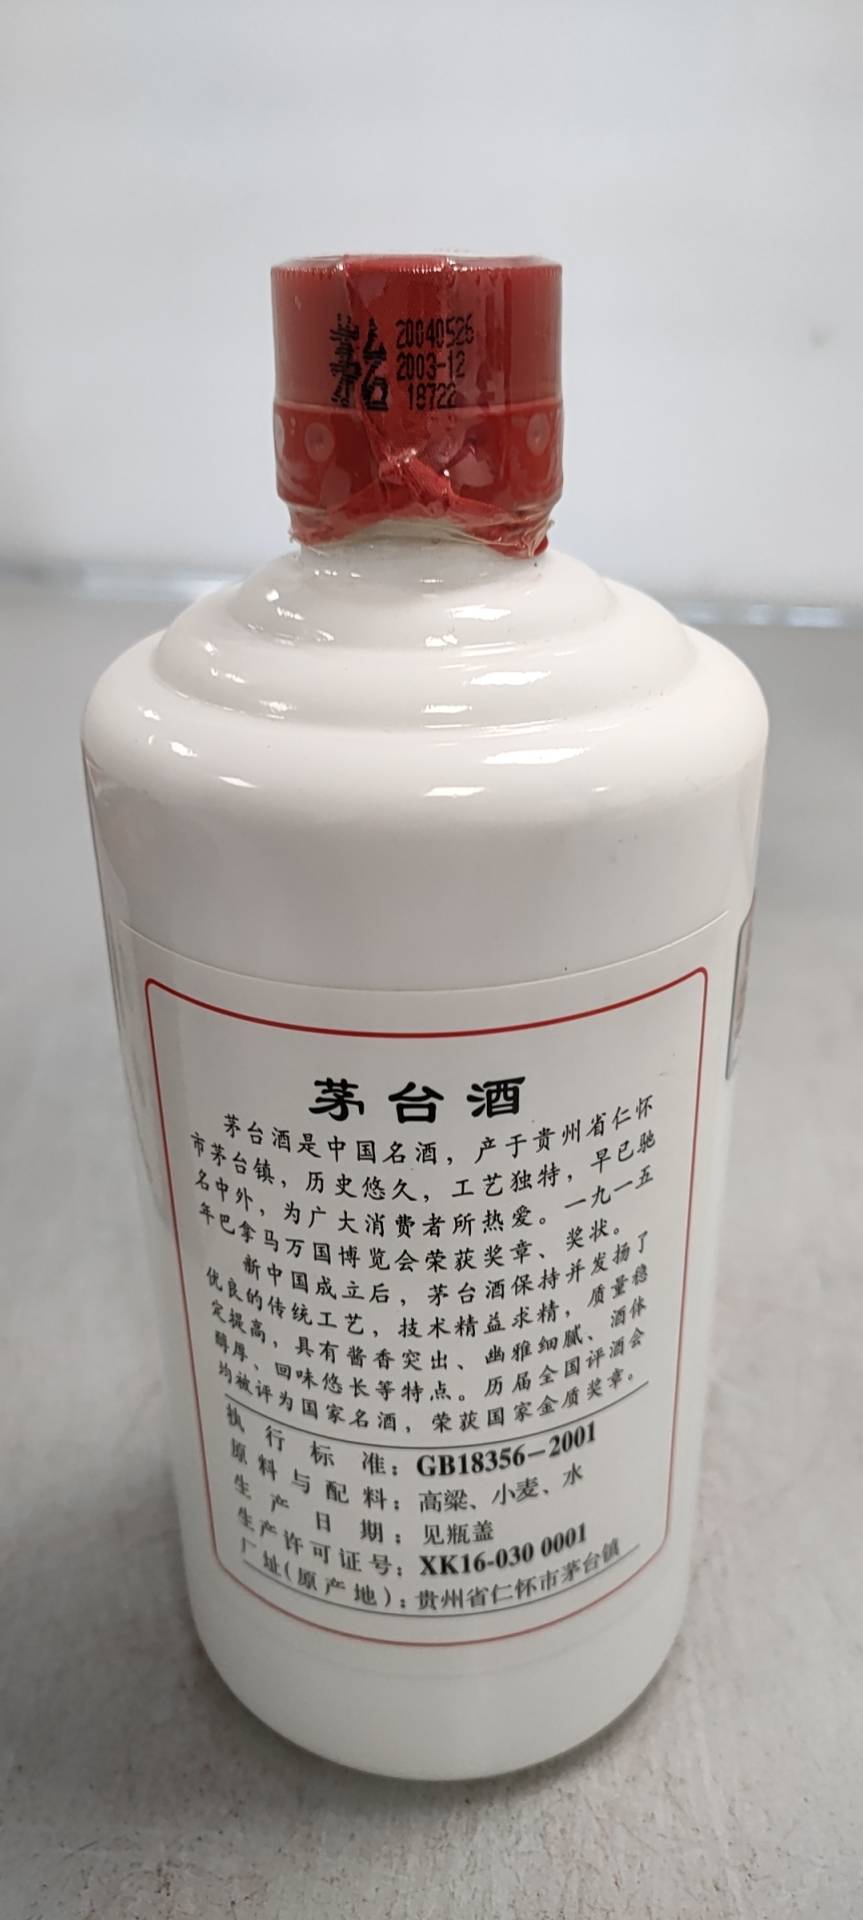 茅台 20040526
2003-12
18722
茅台酒
茅台酒是中国名酒，产于贵州省仁怀
市茅台镇，历史悠久，工艺独特，早已驰
名中外，为广大消费者所热爱。一九一五
年巴拿马万国博览会荣获奖章、奖状。
新中国成立后，茅台酒保持并发扬了
优良的传统工艺，技术精益求精，质量稳
定提高，具有酱香突出、幽雅细腻、酒体
醇厚、回味悠长等特点。历届全国评酒会
均被评为国家名酒，荣获国家金质奖章。
执行标准：GB18356－2001
原料与配料：高粱、小麦、水
生产日期：见瓶盖
生产许可证号：XK16-030 0001
厂址(原产地)：贵州省仁怀市茅台镇